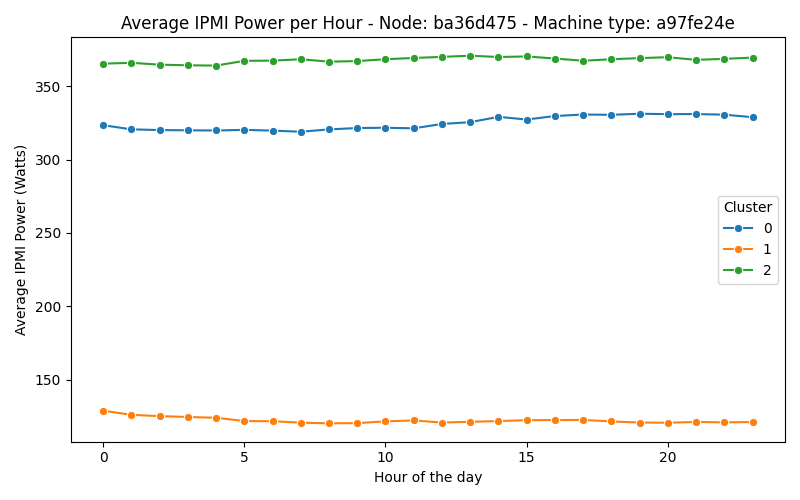 Average IPMI Power per Hour - Node: ba36d475 - Machine type: a97fe24e
Average IPMI Power (Watts)
350
300
250
200
150
Cluster
0
1
2
0 5 10 15 20
Hour of the day